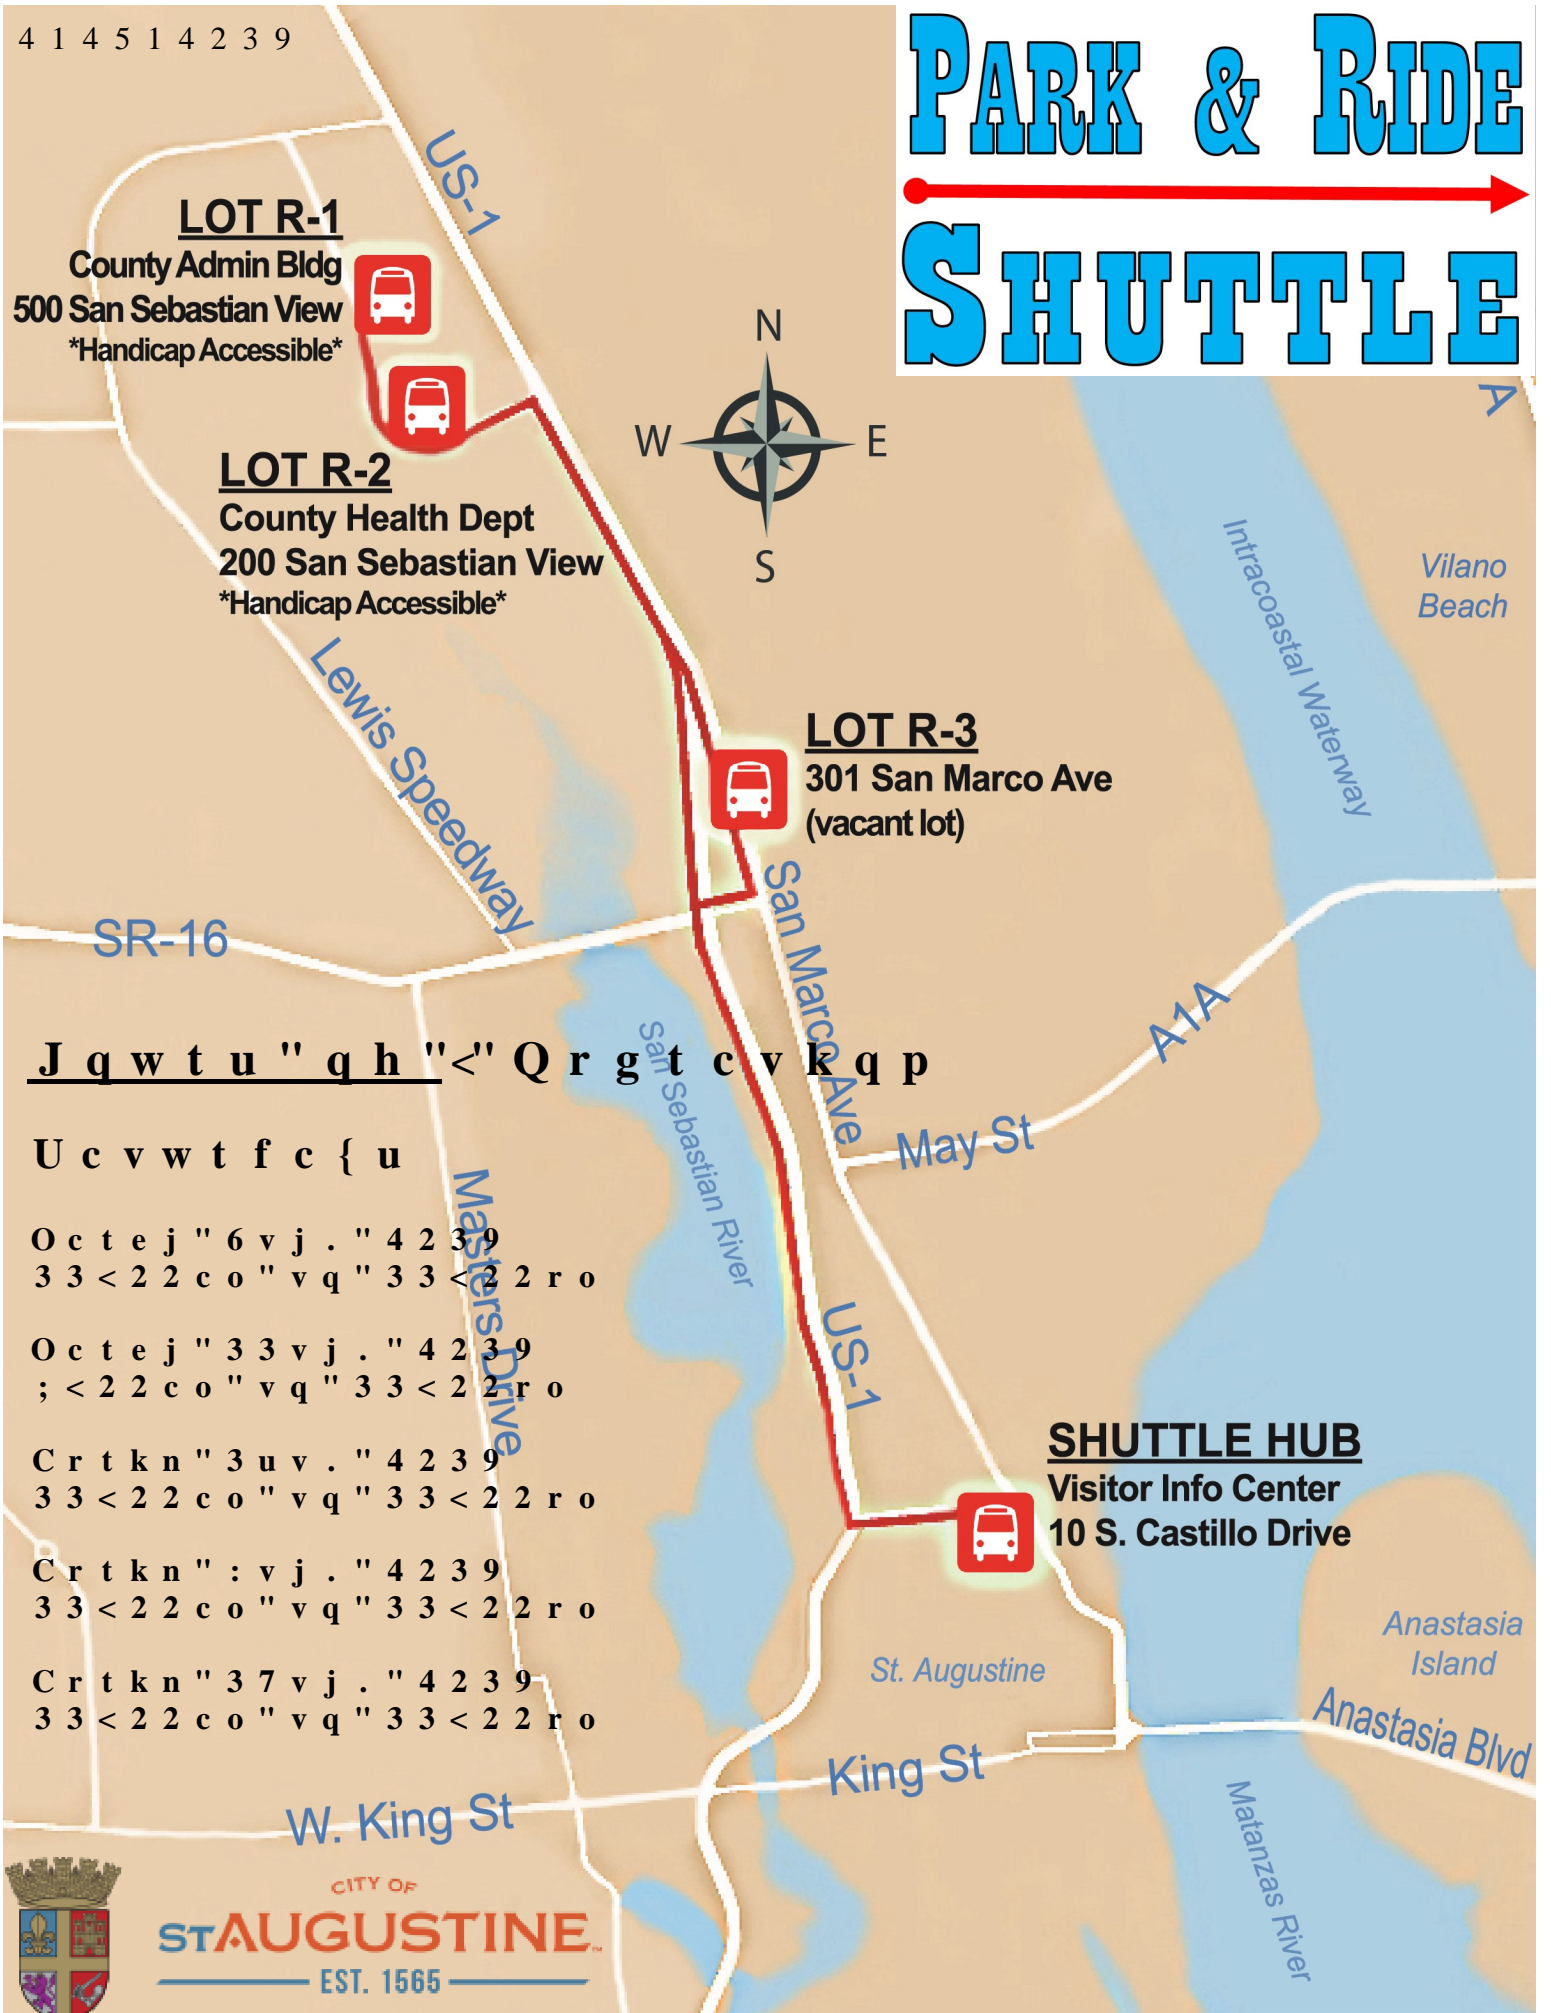 4 1 4 5 1 4 2 3 9
PARK & RIDE
SHUTTLE
US-1
LOT R-1
County Admin Bldg
500 San Sebastian View
*Handicap Accessible*
N
W
E
S
A
LOT R-2
County Health Dept
200 San Sebastian View
*Handicap Accessible*
Intracoastal Waterway
Vilano
Beach
Lewis Speedway
LOT R-3
301 San Marco Ave
(vacant lot)
San Marco Ave
SR-16
A1A
San Sebastian River
J q w t u " q h "<" Q r g t c v k q p
May St
U c v w t f c { u
Masters Drive
O c t e j " 6 v j . " 4 2 3 9
3 3 < 2 2 c o " v q " 3 3 < 2 2 r o
O c t e j " 3 3 v j . " 4 2 3 9
; < 2 2 c o " v q " 3 3 < 2 2 r o
US-1
C r t k n " 3 u v . " 4 2 3 9
3 3 < 2 2 c o " v q " 3 3 < 2 2 r o
SHUTTLE HUB
Visitor Info Center
10 S. Castillo Drive
C r t k n " : v j . " 4 2 3 9
3 3 < 2 2 c o " v q " 3 3 < 2 2 r o
Anastasia
Island
St. Augustine
C r t k n " 3 7 v j . " 4 2 3 9
3 3 < 2 2 c o " v q " 3 3 < 2 2 r o
Anastasia Blvd
King St
W. King St
Matanzas River
CITY OF
STAUGUSTINE™
EST. 1565